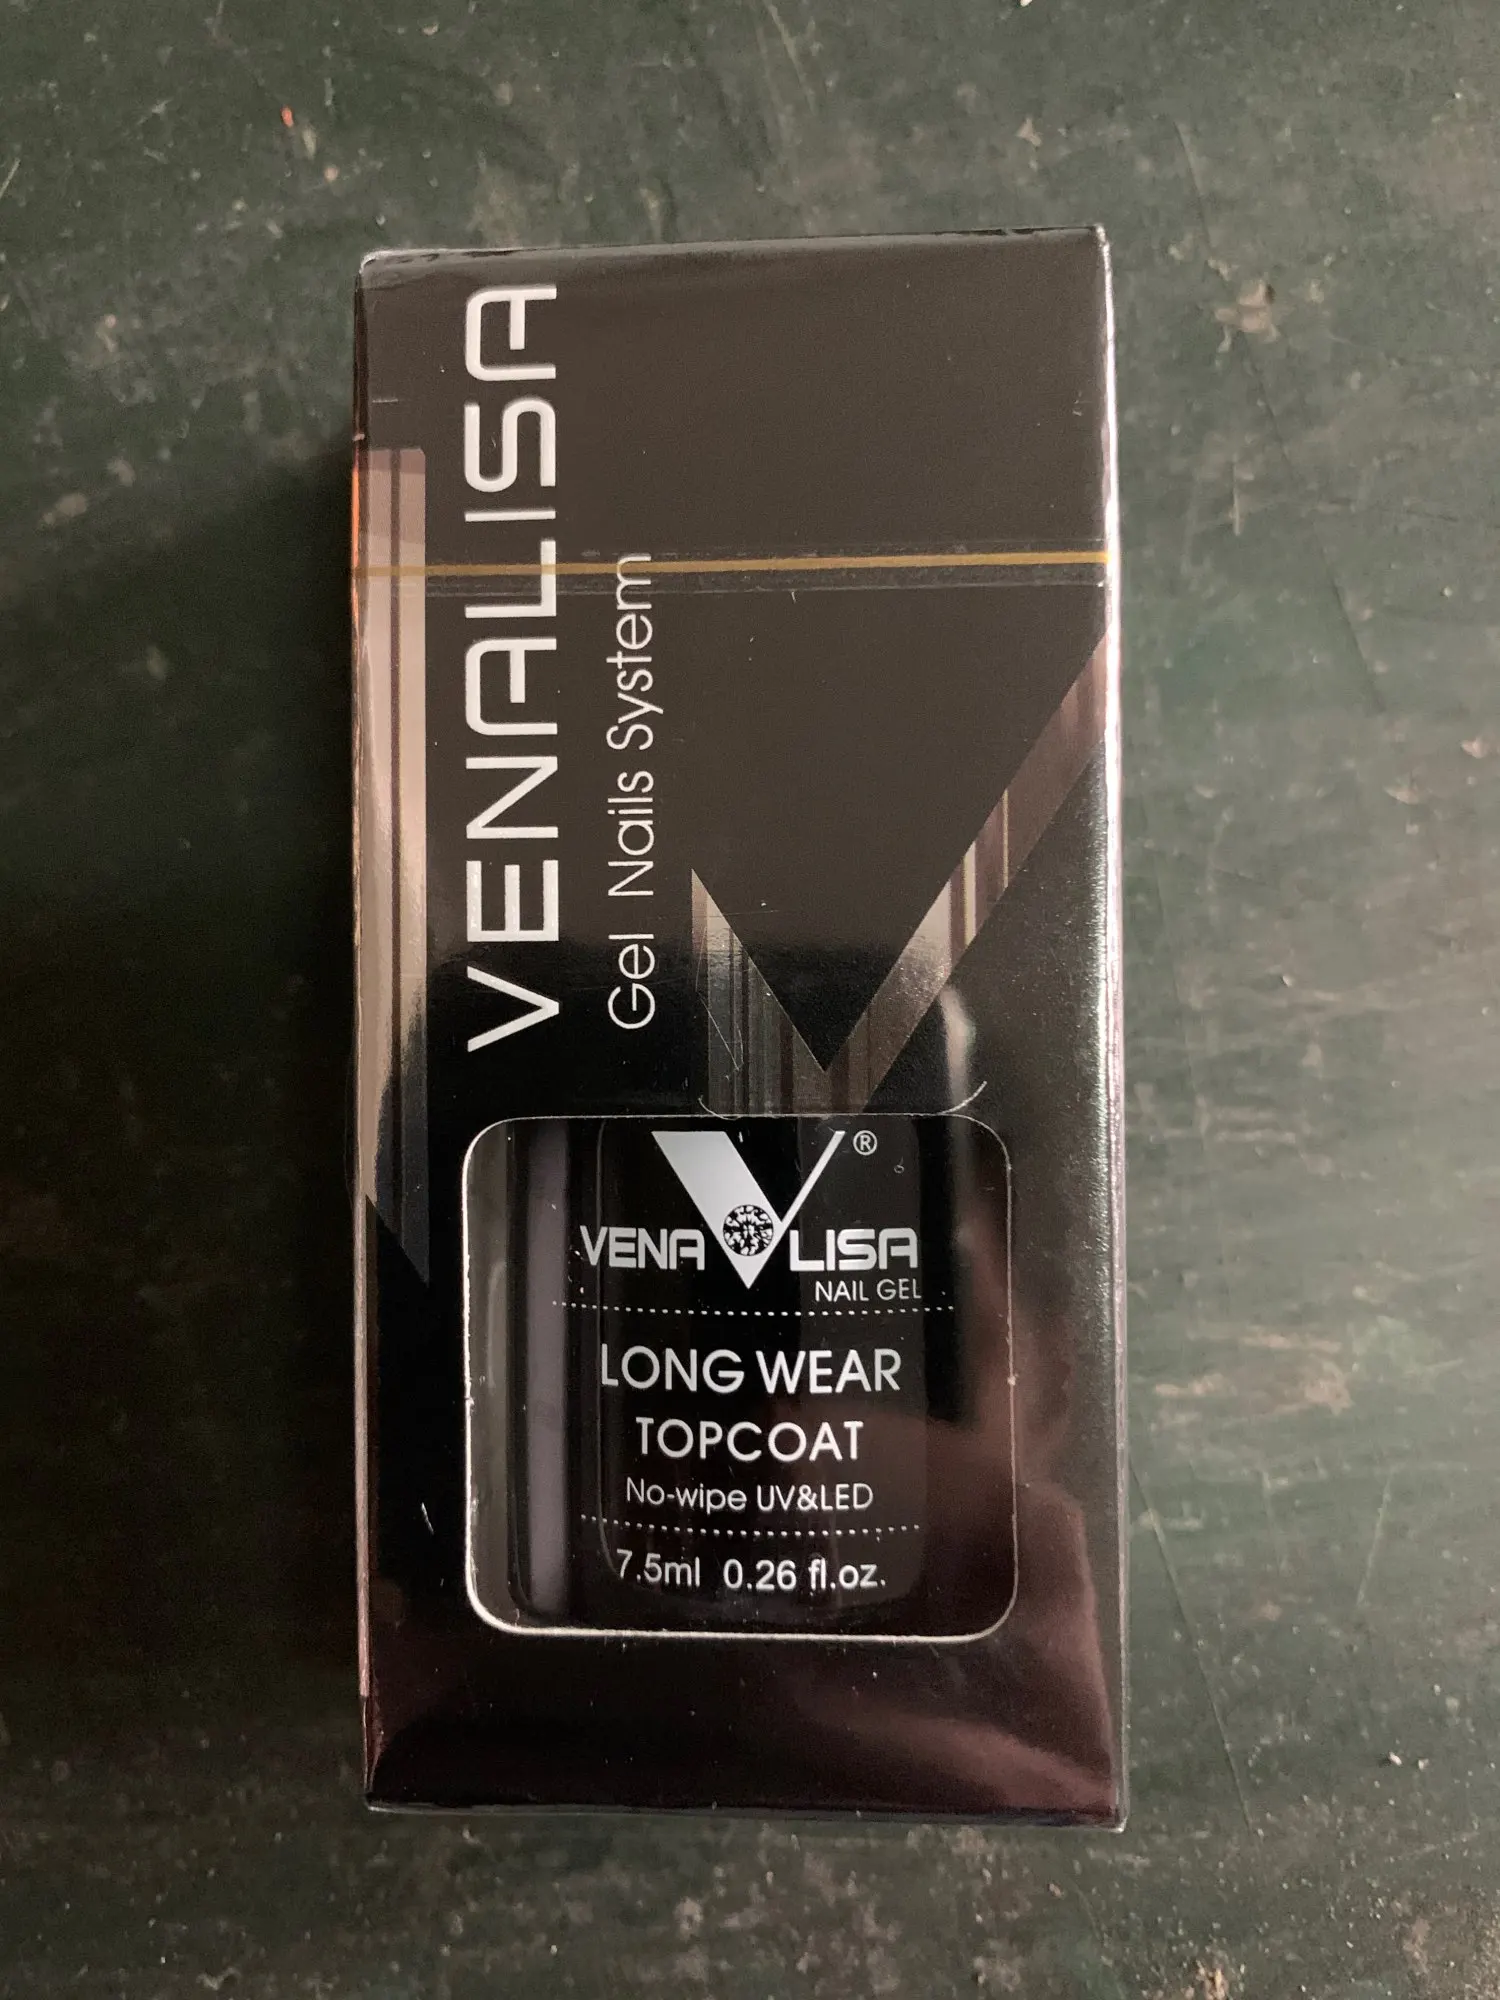 VENALISA
Gel Nails System
VENA LISA ®
NAIL GEL
LONG WEAR
TOPCOAT
No-wipe UV&LED
7.5ml 0.26 fl.oz.